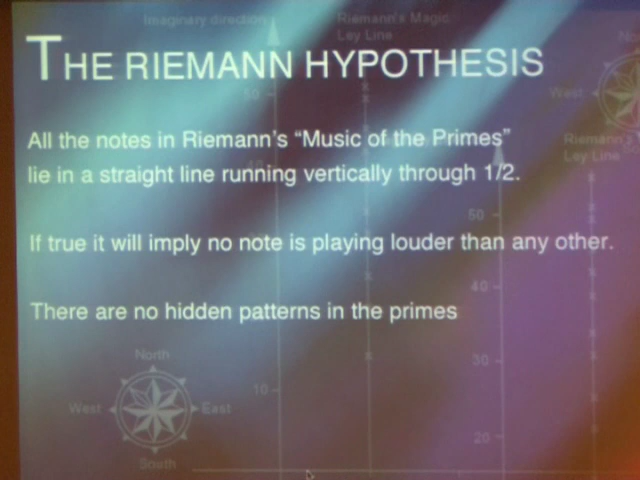 Imaginary direction
Riemann's Magic
Ley Line
THE RIEMANN HYPOTHESIS
50
West
All the notes in Riemann's “Music of the Primes”
Riemann's
Ley Line
lie in a straight line running vertically through 1/2.
50
If true it will imply no note is playing louder than any other.
40
There are no hidden patterns in the primes
North
30
10
West
East
20
South